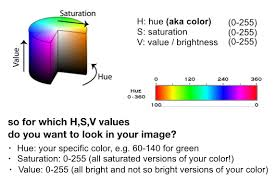 Saturation
Value
Hue
H: hue (aka color) (0-255)
S: saturation (0-255)
V: value / brightness (0-255)
0 120 240 360
Hue
0-360
100 0
so for which H,S,V values
do you want to look in your image?
• Hue: your specific color, e.g. 60-140 for green
• Saturation: 0-255 (all saturated versions of your color!)
• Value: 0-255 (all bright and not so bright versions of your color)